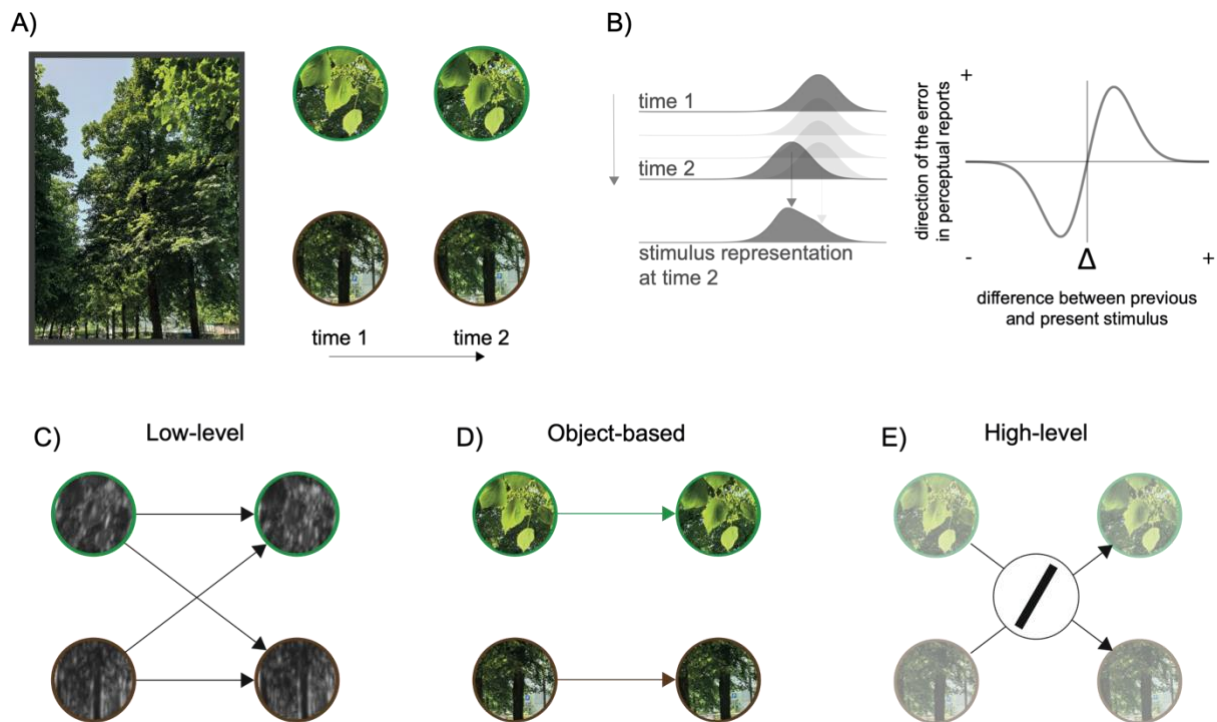 A)
time 1
time 2
B)
time 1
time 2
stimulus representation
at time 2
direction of the error
in perceptual reports
+
-
Δ
+
difference between previous
and present stimulus
C)
Low-level
D)
Object-based
E)
High-level